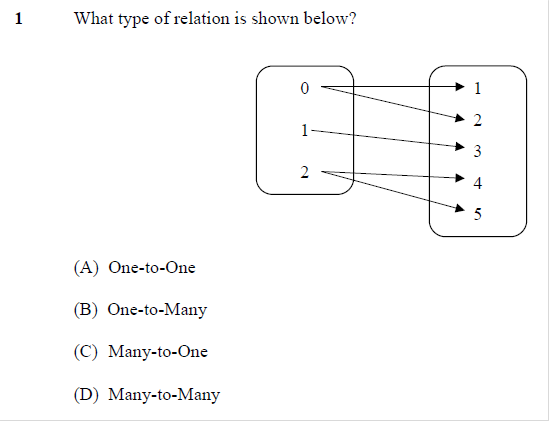 1 What type of relation is shown below?
0 1
2
1
3
2
4
5
(A) One-to-One
(B) One-to-Many
(C) Many-to-One
(D) Many-to-Many